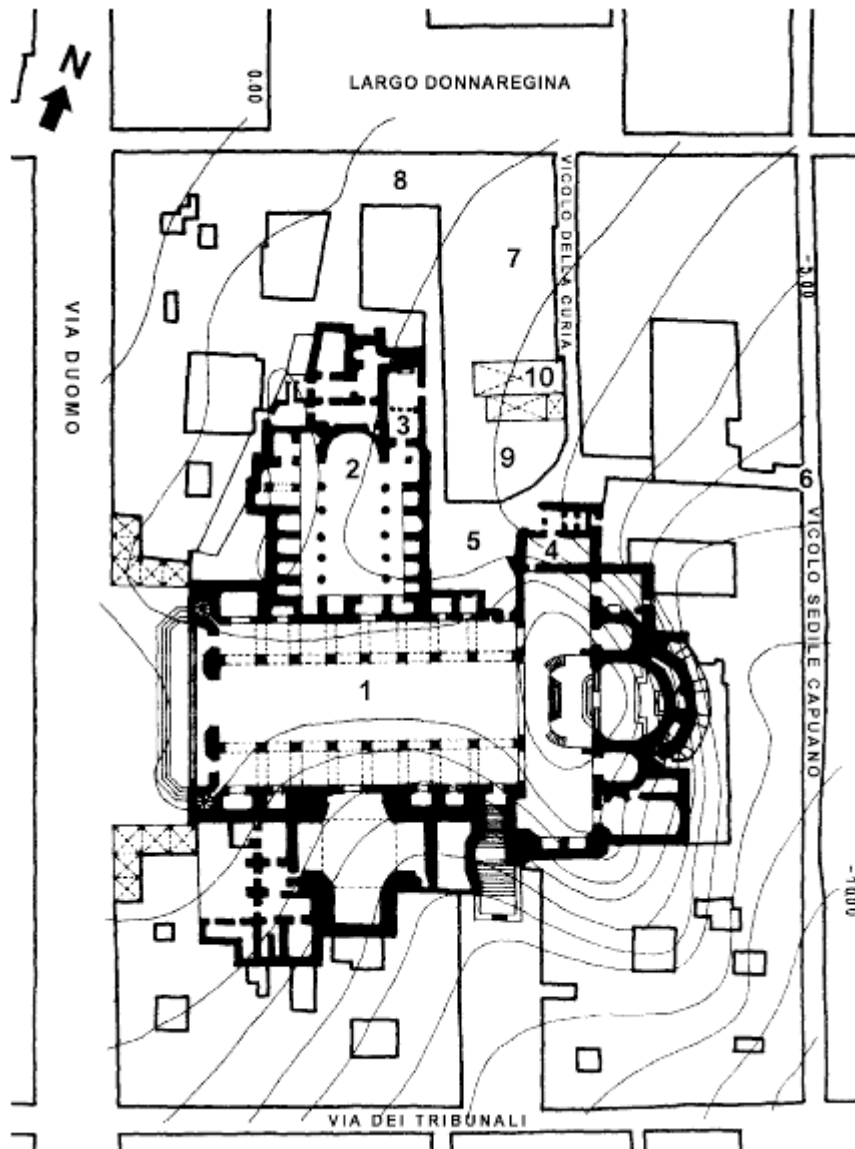 N
0.00
LARGO DONNAREGINA
8
VICOLO DELLA CURIA
7
- 5.00
VIA DUOMO
10
3
2
9
6
5
4
VICOLO SEDILE CAPUANO
1
- 10.00
VIA DEI TRIBUNALI